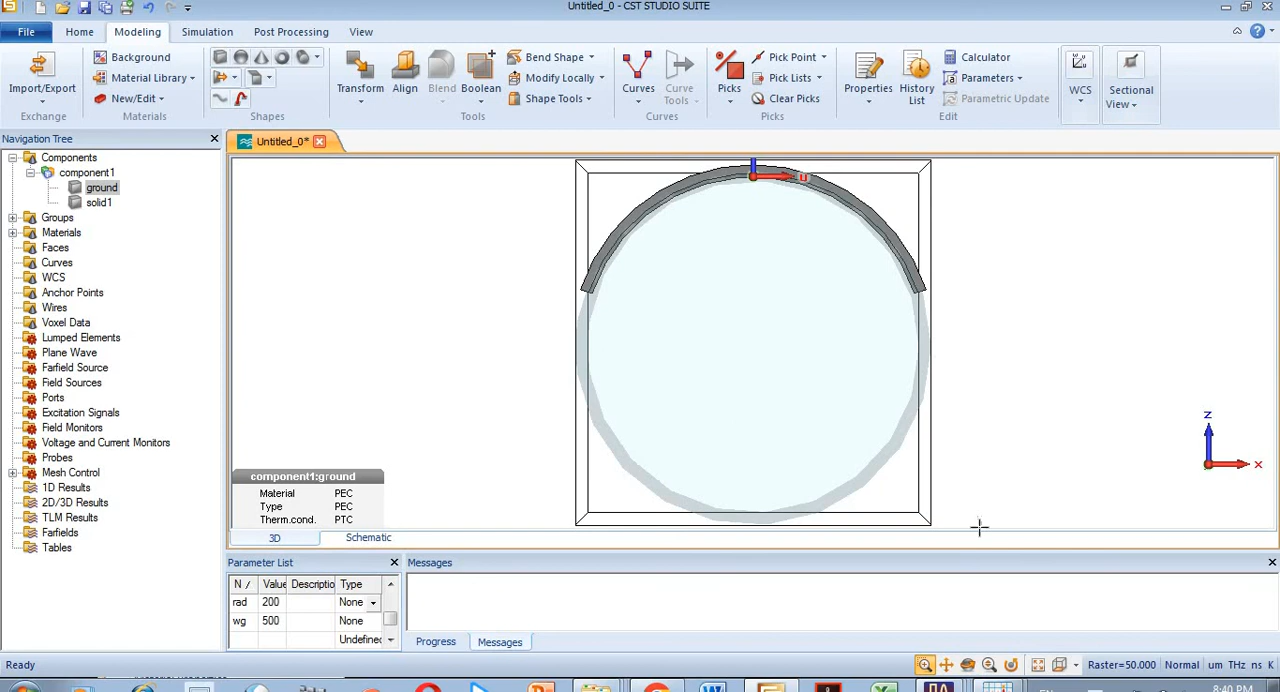 Untitled_0 - CST STUDIO SUITE
File Home Modeling Simulation Post Processing View
Import/Export
Exchange
Background
Material Library
New/Edit
Materials
Shapes
Transform Align Blend Boolean
Bend Shape
Modify Locally
Shape Tools
Tools
Curves Curve Tools
Curves
Picks
Pick Point
Pick Lists
Clear Picks
Picks
Properties History List
Calculator
Parameters
Parametric Update
Edit
WCS
Sectional View
Navigation Tree
Untitled_0*
Components
component1
ground
solid1
Groups
Materials
Faces
Curves
WCS
Anchor Points
Wires
Voxel Data
Lumped Elements
Plane Wave
Farfield Source
Field Sources
Ports
Excitation Signals
Field Monitors
Voltage and Current Monitors
Probes
Mesh Control
1D Results
2D/3D Results
TLM Results
Farfields
Tables
u
z
x
component1:ground
Material PEC
Type PEC
Therm.cond. PTC
3D Schematic
Parameter List
N / Value Descriptio Type
rad 200 None
wg 500 None
Undefined
Messages
Progress Messages
Ready
Raster=50.000 Normal um THz ns K
8:40 PM